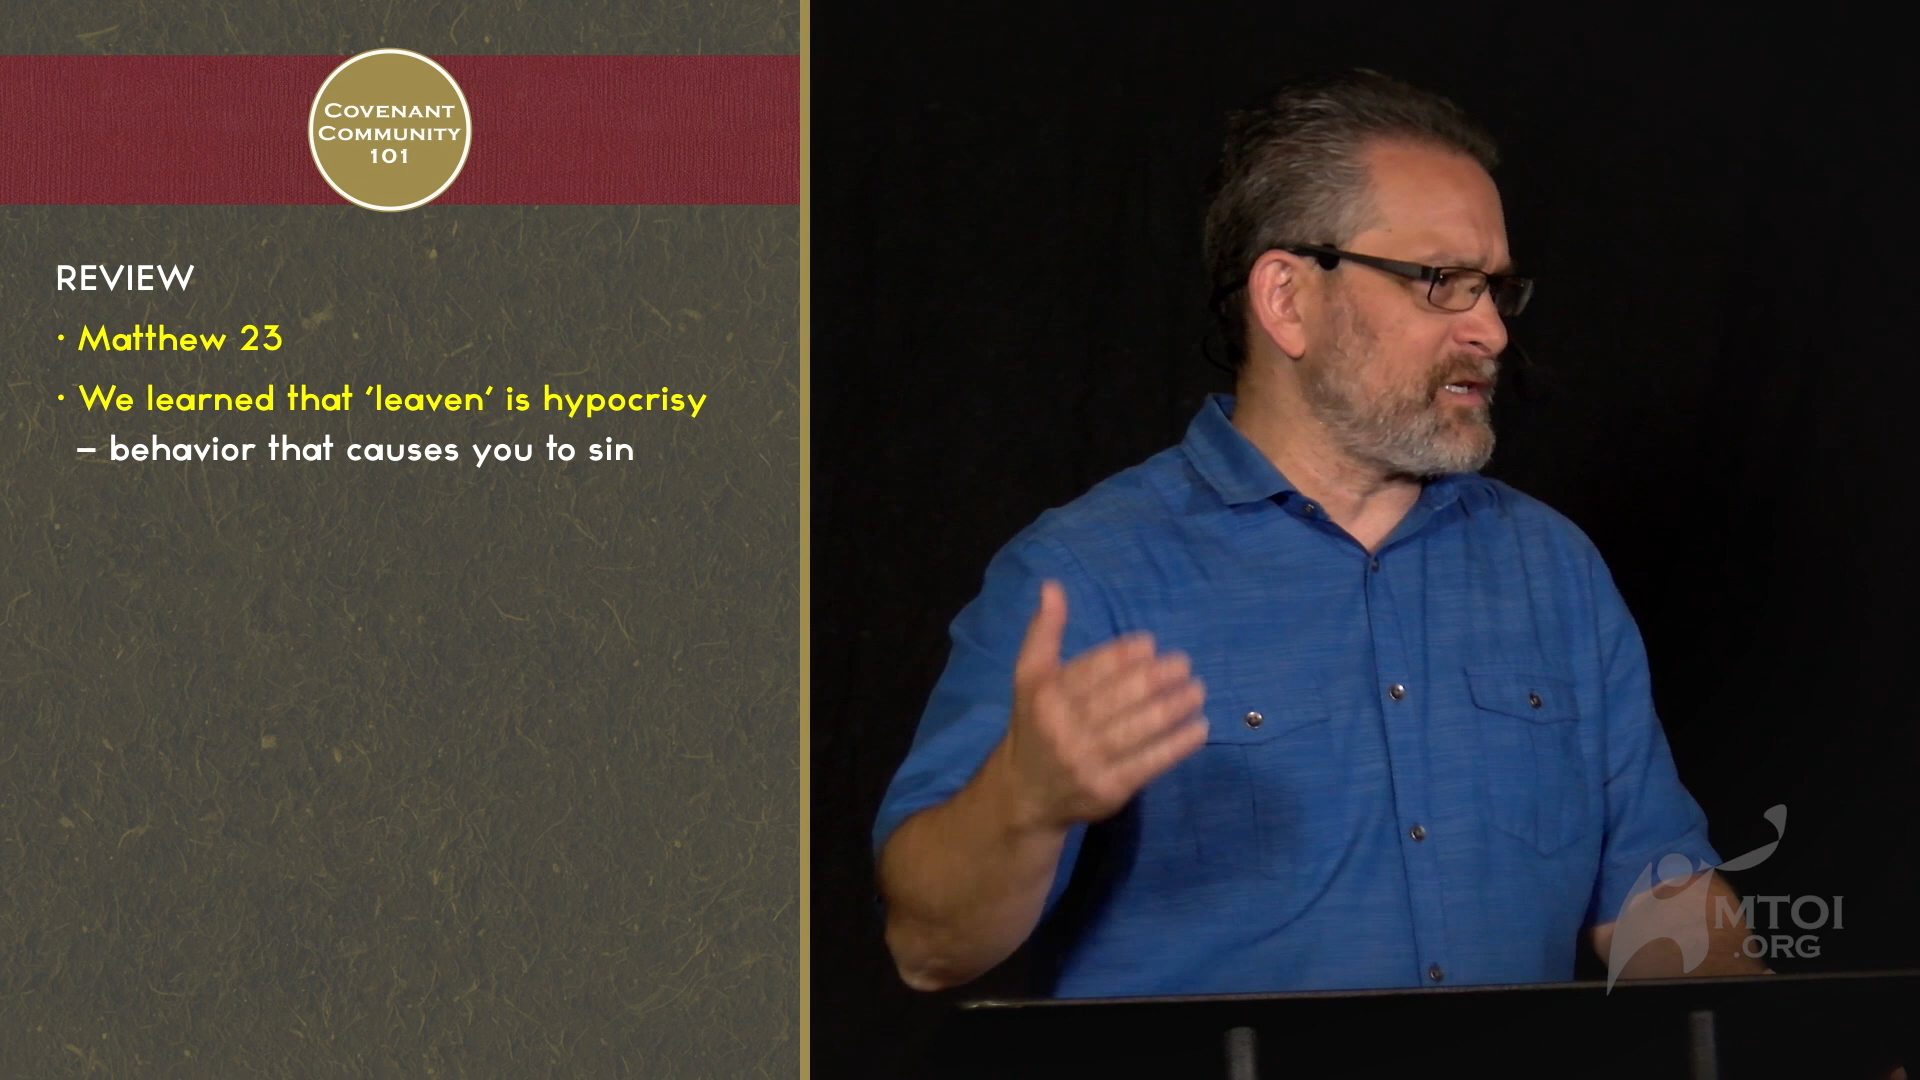 COVENANT
COMMUNITY
101
REVIEW
· Matthew 23
· We learned that ‘leaven’ is hypocrisy
– behavior that causes you to sin
MTOI
.ORG